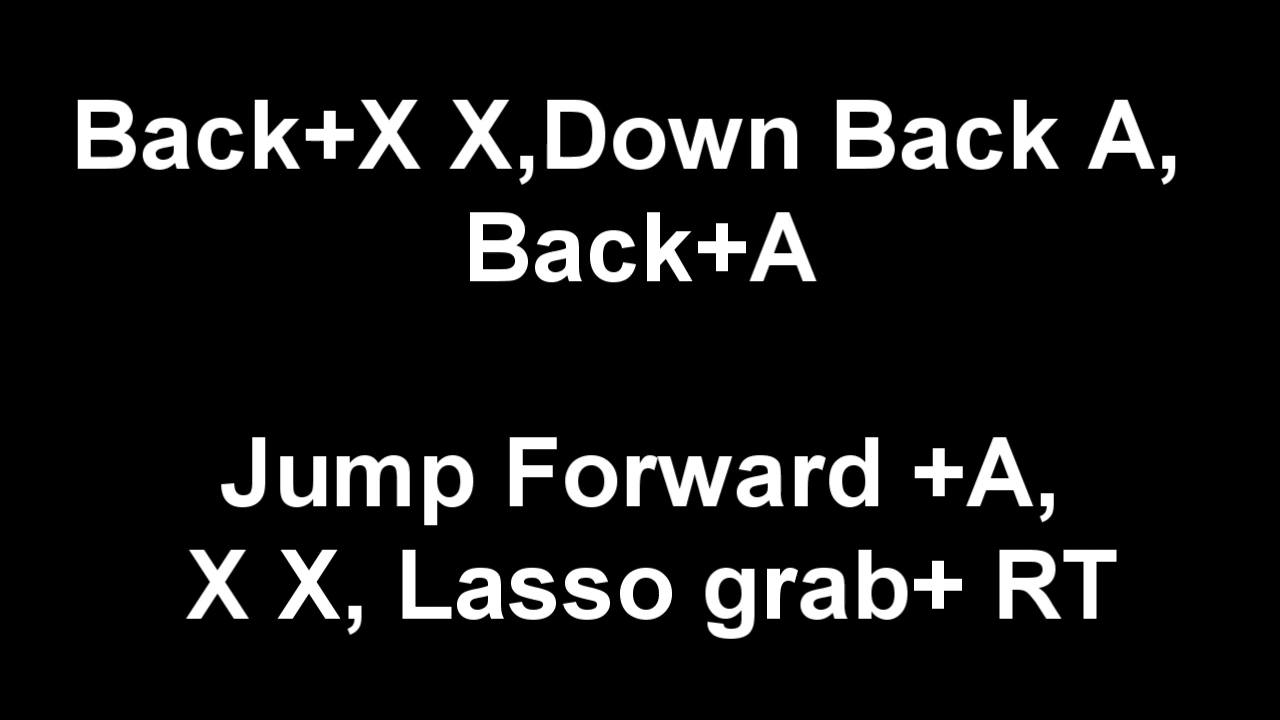 Back+X X,Down Back A,
Back+A
Jump Forward +A,
X X, Lasso grab+ RT